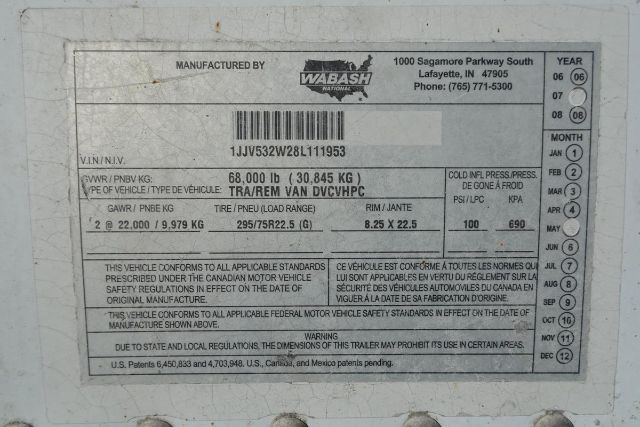 MANUFACTURED BY
WABASH
NATIONAL
1000 Sagamore Parkway South
Lafayette, IN 47905
Phone: (765) 771-5300
1JJV532W28L111953
V.I.N / N.I.V.
GVWR / PNBV KG: 68,000 lb ( 30,845 KG )
TYPE OF VEHICLE / TYPE DE VÉHICULE: TRA/REM VAN DVCVHPC
COLD INFL PRESS./PRESS.
DE GONE À FROID
GAWR / PNBE KG TIRE / PNEU (LOAD RANGE) RIM / JANTE PSI / LPC KPA
2 @ 22,000 / 9,979 KG 295/75R22.5 (G) 8.25 X 22.5 100 690
THIS VEHICLE CONFORMS TO ALL APPLICABLE STANDARDS
PRESCRIBED UNDER THE CANADIAN MOTOR VEHICLE
SAFETY REGULATIONS IN EFFECT ON THE DATE OF
ORIGINAL MANUFACTURE.
CE VÉHICULE EST CONFORME À TOUTES LES NORMES QUI
LUI SONT APPLICABLES EN VERTU DU RÉGLEMENT SUR LA
SÉCURITÉ DES VÉHICULES AUTOMOBILES DU CANADA EN
VIGUER À LA DATE DE SA FABRICATION D'ORIGINE.
THIS VEHICLE CONFORMS TO ALL APPLICABLE FEDERAL MOTOR VEHICLE SAFETY STANDARDS IN EFFECT ON THE DATE OF
MANUFACTURE SHOWN ABOVE.
WARNING
DUE TO STATE AND LOCAL REGULATIONS, THE DIMENSIONS OF THIS TRAILER MAY PROHIBIT ITS USE IN CERTAIN AREAS.
U.S. Patents 6,450,833 and 4,703,948, U.S., Canada, and Mexico patents pending.
YEAR
06 06
07
08 08
MONTH
JAN 1
FEB 2
MAR 3
APR 4
MAY
JUN 6
JUL 7
AUG 8
SEP 9
OCT 10
NOV 11
DEC 12